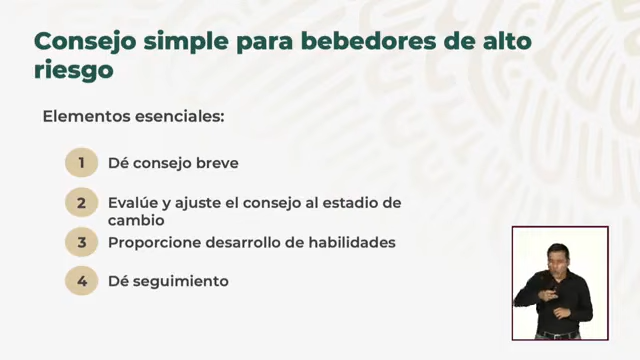 Consejo simple para bebedores de alto
riesgo
Elementos esenciales:
1 Dé consejo breve
2 Evalúe y ajuste el consejo al estadio de
cambio
3 Proporcione desarrollo de habilidades
4 Dé seguimiento